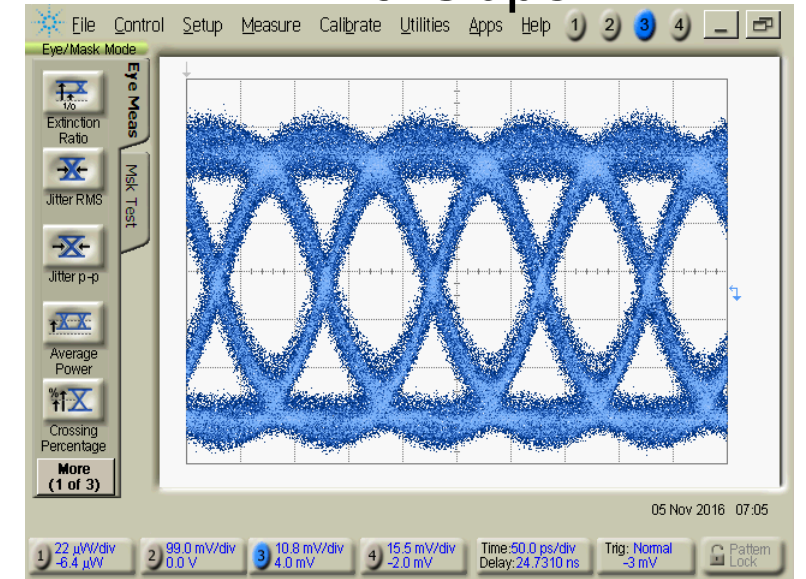 File Control Setup Measure Calibrate Utilities Apps Help 1 2 3 4
Eye/Mask Mode
Eye Meas
Msk Test
1/0
Extinction
Ratio
Jitter RMS
Jitter p-p
Average
Power
%
Crossing
Percentage
More
(1 of 3)
05 Nov 2016 07:05
1 22 µW/div
-6.4 µW
2 99.0 mV/div
0.0 V
3 10.8 mV/div
4.0 mV
4 15.5 mV/div
-2.0 mV
Time:50.0 ps/div
Delay:24.7310 ns
Trig: Normal
-3 mV
Pattern
Lock